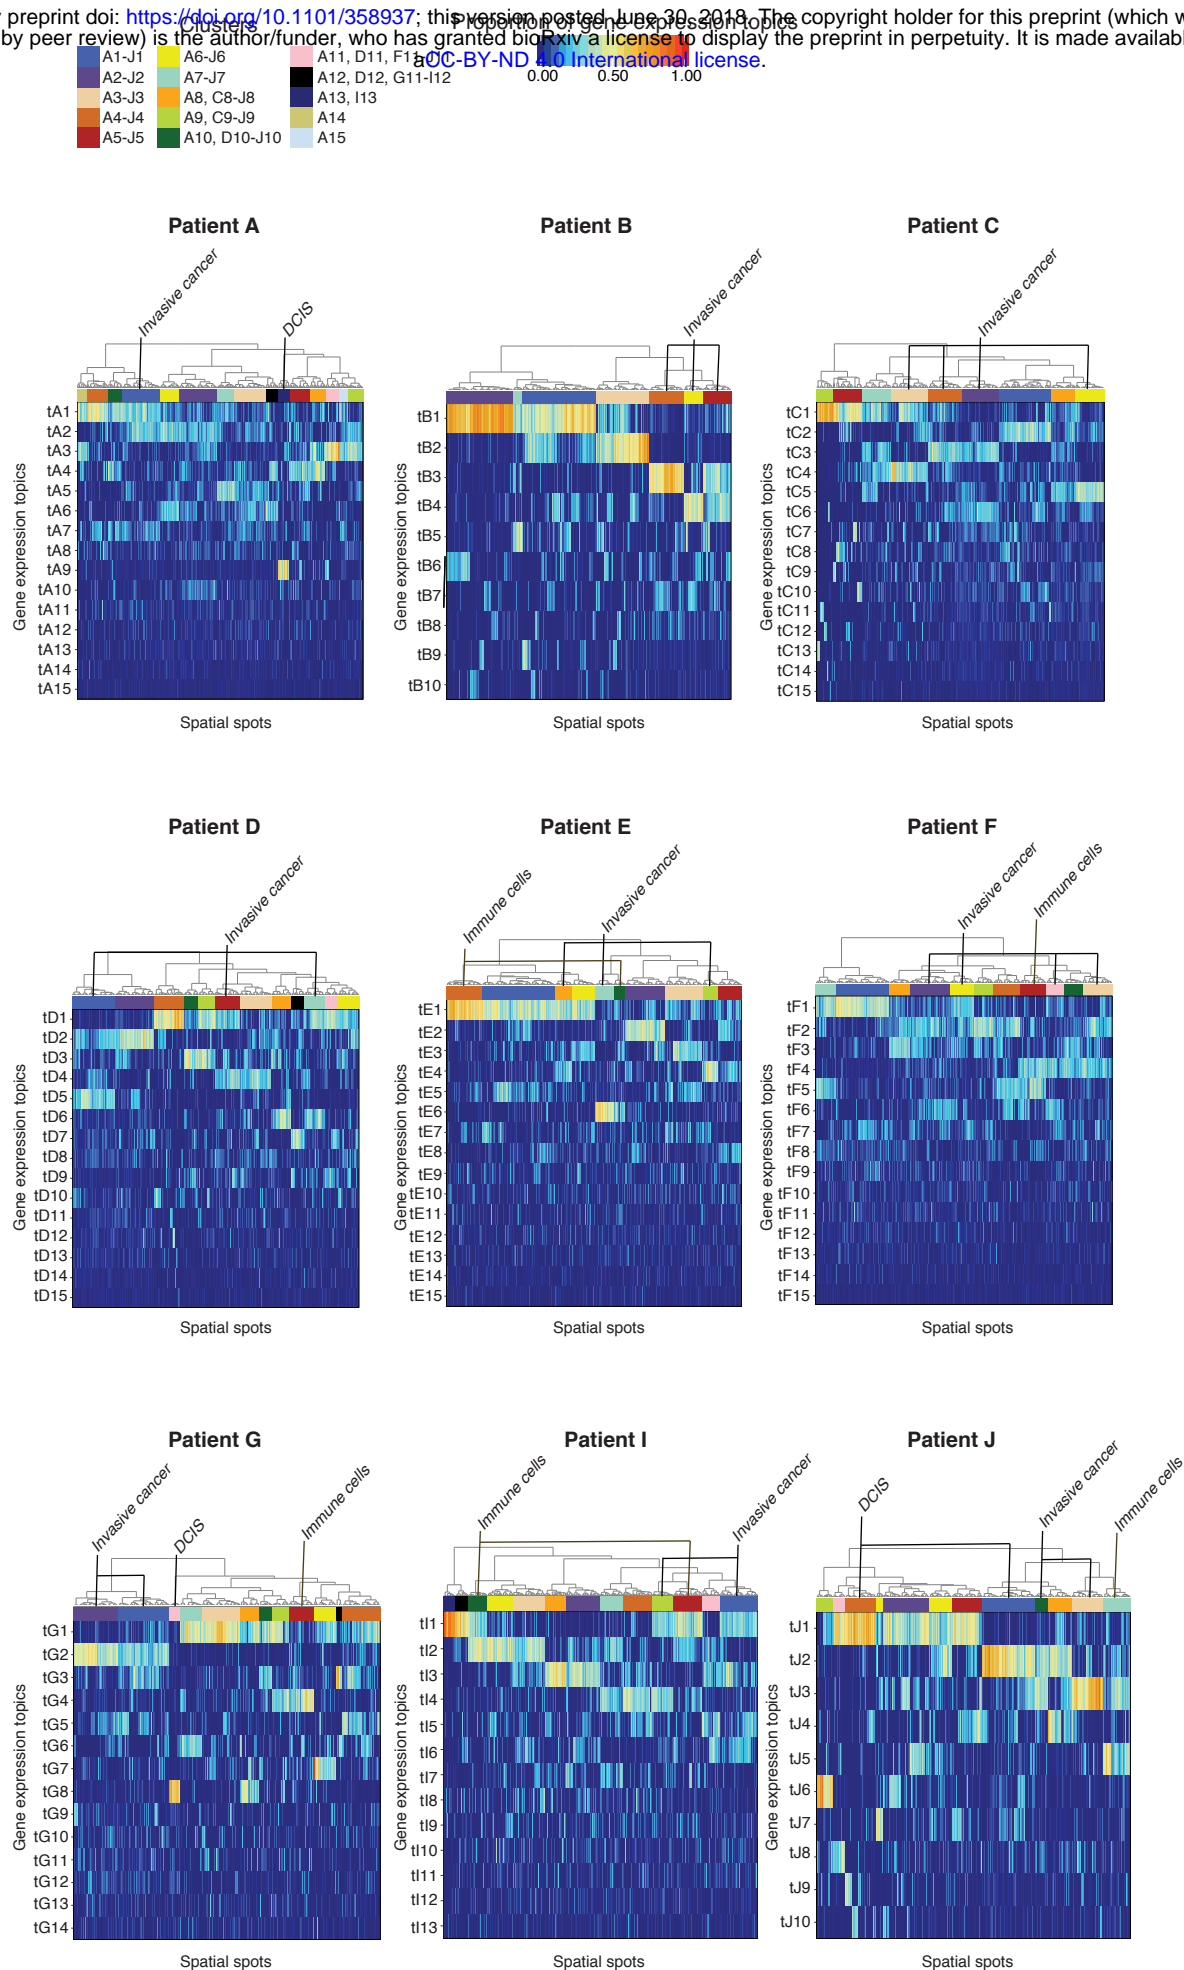 preprint doi: https://doi.org/10.1101/358937; this version posted June 30, 2018. The copyright holder for this preprint (which w
by peer review) is the author/funder, who has granted bioRxiv a license to display the preprint in perpetuity. It is made availabl
aCC-BY-ND 4.0 International license.
Clusters
Proportion of gene expression topics
0.00 0.50 1.00
A1-J1 A6-J6 A11, D11, F11-J11
A2-J2 A7-J7 A12, D12, G11-I12
A3-J3 A8, C8-J8 A13, I13
A4-J4 A9, C9-J9 A14
A5-J5 A10, D10-J10 A15
Patient A
Invasive cancer
DCIS
Gene expression topics
tA1
tA2
tA3
tA4
tA5
tA6
tA7
tA8
tA9
tA10
tA11
tA12
tA13
tA14
tA15
Spatial spots
Patient B
Invasive cancer
Gene expression topics
tB1
tB2
tB3
tB4
tB5
tB6
tB7
tB8
tB9
tB10
Spatial spots
Patient C
Invasive cancer
Gene expression topics
tC1
tC2
tC3
tC4
tC5
tC6
tC7
tC8
tC9
tC10
tC11
tC12
tC13
tC14
tC15
Spatial spots
Patient D
Invasive cancer
Gene expression topics
tD1
tD2
tD3
tD4
tD5
tD6
tD7
tD8
tD9
tD10
tD11
tD12
tD13
tD14
tD15
Spatial spots
Patient E
Immune cells
Invasive cancer
Gene expression topics
tE1
tE2
tE3
tE4
tE5
tE6
tE7
tE8
tE9
tE10
tE11
tE12
tE13
tE14
tE15
Spatial spots
Patient F
Invasive cancer
Immune cells
Gene expression topics
tF1
tF2
tF3
tF4
tF5
tF6
tF7
tF8
tF9
tF10
tF11
tF12
tF13
tF14
tF15
Spatial spots
Patient G
Invasive cancer
DCIS
Immune cells
Gene expression topics
tG1
tG2
tG3
tG4
tG5
tG6
tG7
tG8
tG9
tG10
tG11
tG12
tG13
tG14
Spatial spots
Patient I
Immune cells
Invasive cancer
Gene expression topics
tI1
tI2
tI3
tI4
tI5
tI6
tI7
tI8
tI9
tI10
tI11
tI12
tI13
Spatial spots
Patient J
DCIS
Invasive cancer
Immune cells
Gene expression topics
tJ1
tJ2
tJ3
tJ4
tJ5
tJ6
tJ7
tJ8
tJ9
tJ10
Spatial spots